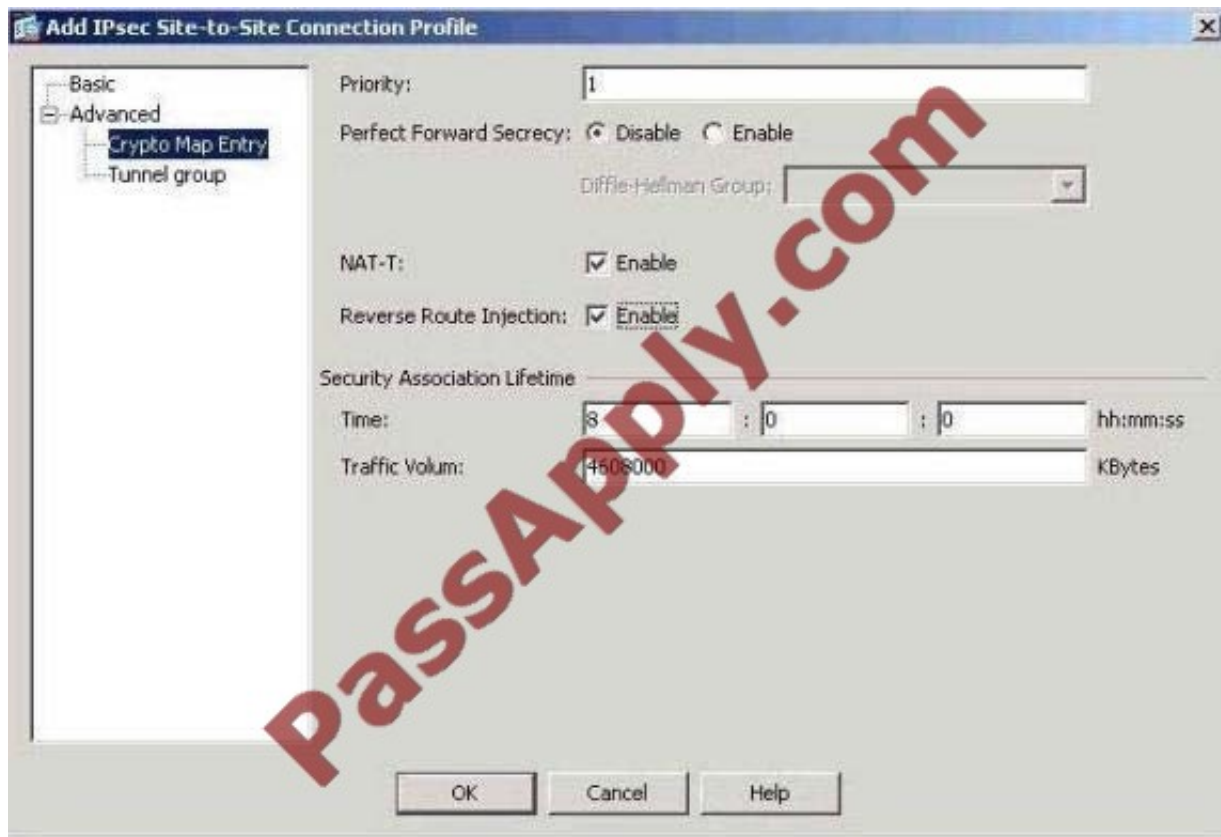 Add IPsec Site-to-Site Connection Profile
Basic
Advanced
Crypto Map Entry
Tunnel group
Priority: 1
Perfect Forward Secrecy: Disable Enable
Diffie-Hellman Group:
NAT-T: Enable
Reverse Route Injection: Enable
Security Association Lifetime
Time: 8 : 0 : 0 hh:mm:ss
Traffic Volum: 4608000 KBytes
PassApply.com
OK Cancel Help